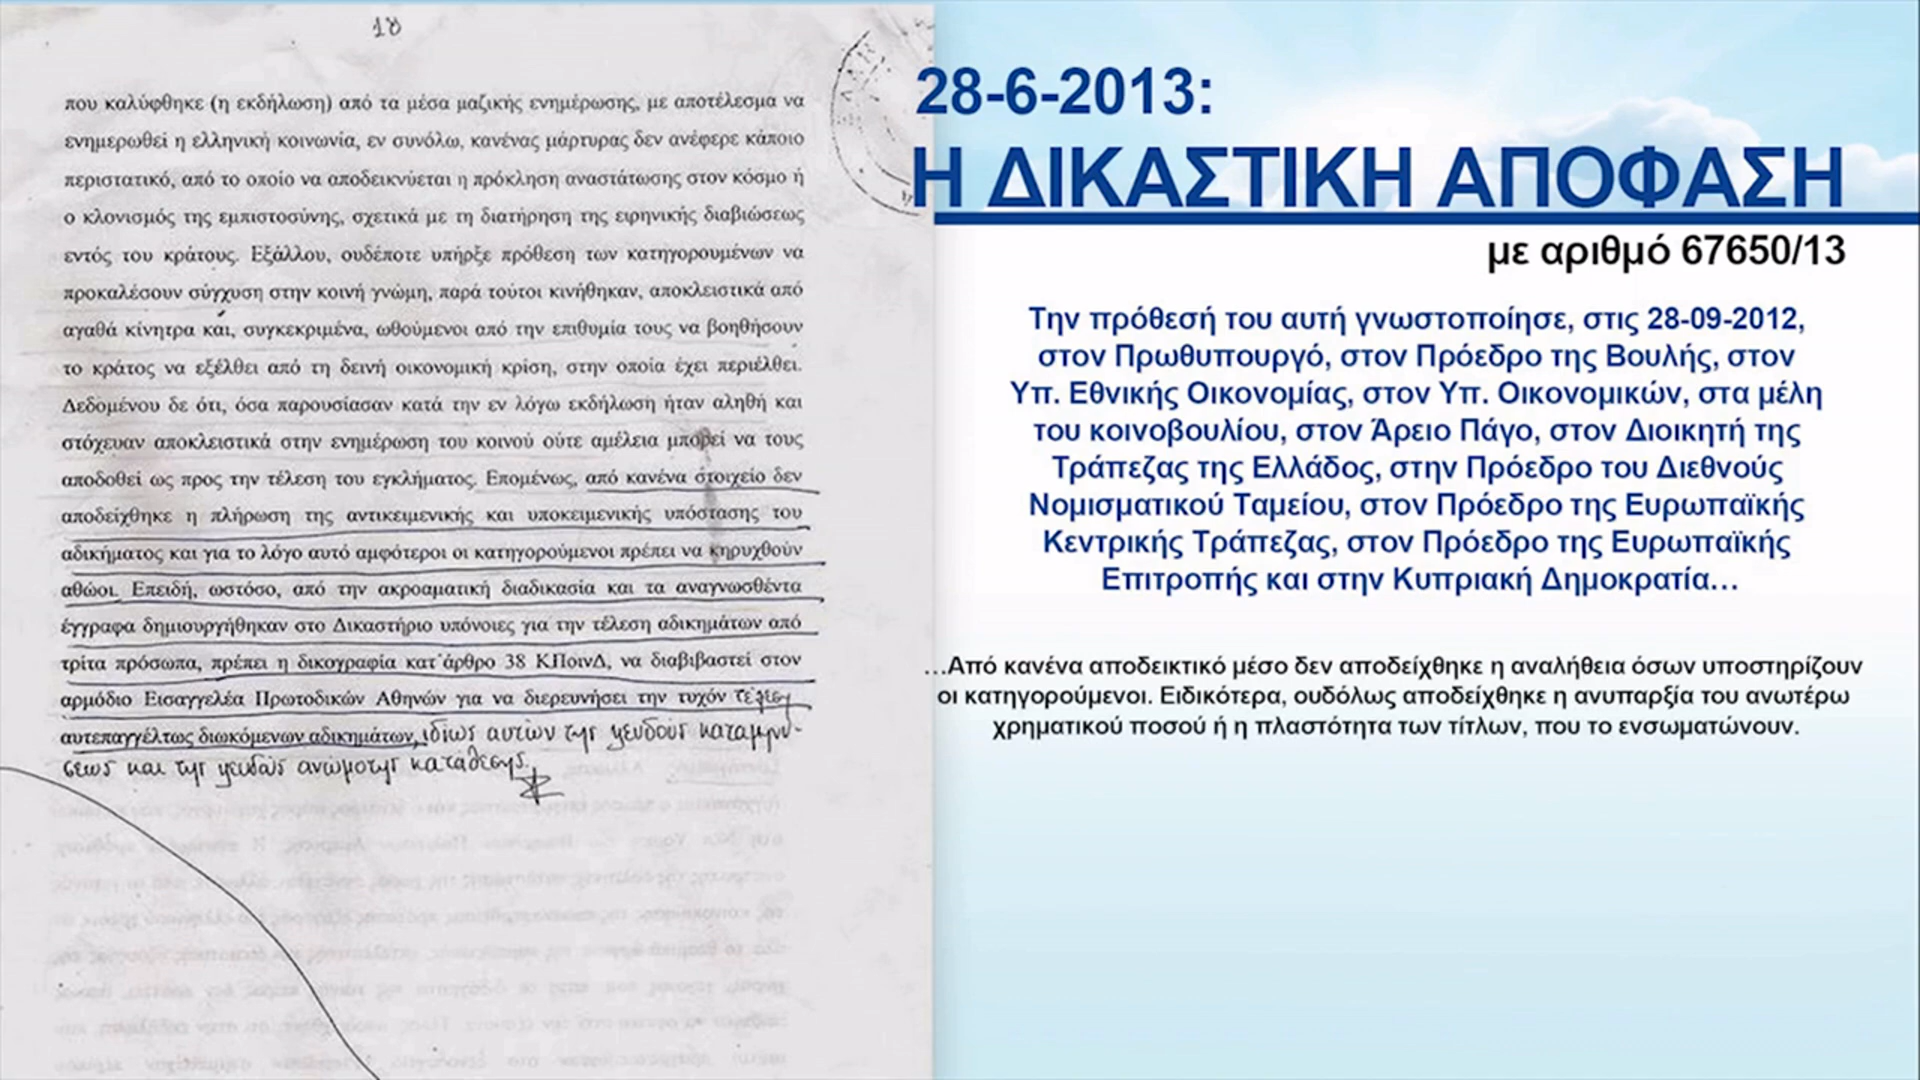 18
που καλύφθηκε (η εκδήλωση) από τα μέσα μαζικής ενημέρωσης, με αποτέλεσμα να
ενημερωθεί η ελληνική κοινωνία, εν συνόλω, κανένας μάρτυρας δεν ανέφερε κάποιο
περιστατικό, από το οποίο να αποδεικνύεται η πρόκληση αναστάτωσης στον κόσμο ή
ο κλονισμός της εμπιστοσύνης, σχετικά με τη διατήρηση της ειρηνικής διαβιώσεως
εντός του κράτους. Εξάλλου, ουδέποτε υπήρξε πρόθεση των κατηγορουμένων να
προκαλέσουν σύγχυση στην κοινή γνώμη, παρά τούτοι κινήθηκαν, αποκλειστικά από
αγαθά κίνητρα και, συγκεκριμένα, ωθούμενοι από την επιθυμία τους να βοηθήσουν
το κράτος να εξέλθει από τη δεινή οικονομική κρίση, στην οποία έχει περιέλθει.
Δεδομένου δε ότι, όσα παρουσίασαν κατά την εν λόγω εκδήλωση ήταν αληθή και
στόχευαν αποκλειστικά στην ενημέρωση του κοινού ούτε αμέλεια μπορεί να τους
αποδοθεί ως προς την τέλεση του εγκλήματος. Επομένως, από κανένα στοιχείο δεν
αποδείχθηκε η πλήρωση της αντικειμενικής και υποκειμενικής υπόστασης του
αδικήματος και για το λόγο αυτό αμφότεροι οι κατηγορούμενοι πρέπει να κηρυχθούν
αθώοι. Επειδή, ωστόσο, από την ακροαματική διαδικασία και τα αναγνωσθέντα
έγγραφα δημιουργήθηκαν στο Δικαστήριο υπόνοιες για την τέλεση αδικημάτων από
τρίτα πρόσωπα, πρέπει η δικογραφία κατ΄άρθρο 38 ΚΠοινΔ, να διαβιβαστεί στον
αρμόδιο Εισαγγελέα Πρωτοδικών Αθηνών για να διερευνήσει την τυχόν τέλεση
αυτεπαγγέλτως διωκόμενων αδικημάτων, ιδίως αυτών της ψευδούς καταμηνύ-
σεως και της ψευδούς ανώμοτης κατάθεσης.
28-6-2013:
Η ΔΙΚΑΣΤΙΚΗ ΑΠΟΦΑΣΗ
με αριθμό 67650/13
Την πρόθεσή του αυτή γνωστοποίησε, στις 28-09-2012,
στον Πρωθυπουργό, στον Πρόεδρο της Βουλής, στον
Υπ. Εθνικής Οικονομίας, στον Υπ. Οικονομικών, στα μέλη
του κοινοβουλίου, στον Άρειο Πάγο, στον Διοικητή της
Τράπεζας της Ελλάδος, στην Πρόεδρο του Διεθνούς
Νομισματικού Ταμείου, στον Πρόεδρο της Ευρωπαϊκής
Κεντρικής Τράπεζας, στον Πρόεδρο της Ευρωπαϊκής
Επιτροπής και στην Κυπριακή Δημοκρατία…
…Από κανένα αποδεικτικό μέσο δεν αποδείχθηκε η αναλήθεια όσων υποστηρίζουν
οι κατηγορούμενοι. Ειδικότερα, ουδόλως αποδείχθηκε η ανυπαρξία του ανωτέρω
χρηματικού ποσού ή η πλαστότητα των τίτλων, που το ενσωματώνουν.